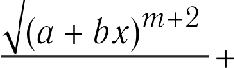 √(a + bx)^{m+2} +